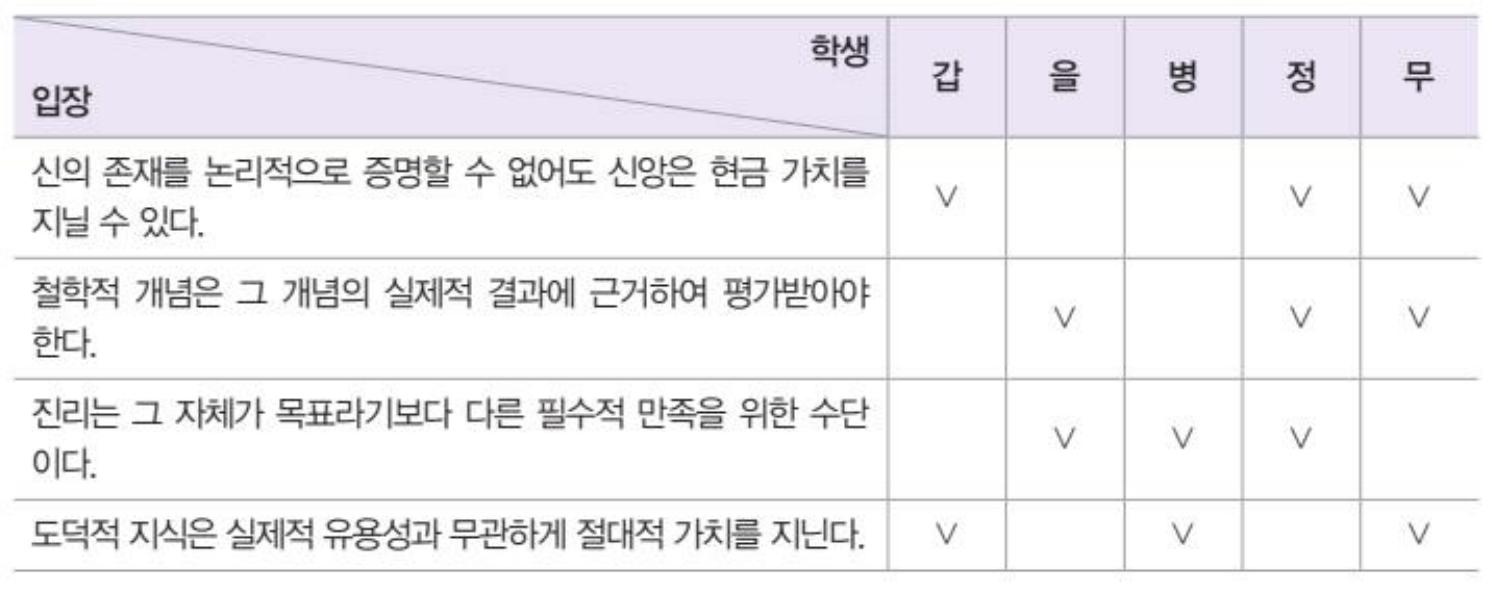 학생
입장
갑 을 병 정 무
신의 존재를 논리적으로 증명할 수 없어도 신앙은 현금 가치를
지닐 수 있다.
∨ ∨ ∨
철학적 개념은 그 개념의 실제적 결과에 근거하여 평가받아야
한다.
∨ ∨ ∨
진리는 그 자체가 목표라기보다 다른 필수적 만족을 위한 수단
이다.
∨ ∨ ∨
도덕적 지식은 실제적 유용성과 무관하게 절대적 가치를 지닌다. ∨ ∨ ∨